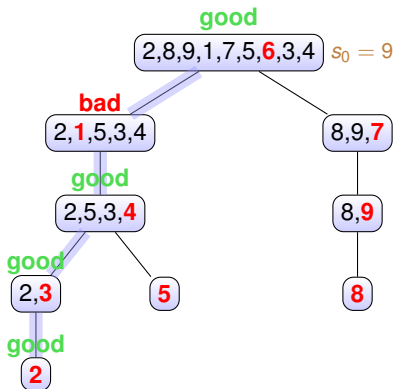 good
2,8,9,1,7,5,6,3,4 s₀ = 9
bad
2,1,5,3,4 8,9,7
good
2,5,3,4 8,9
good
2,3 5 8
good
2